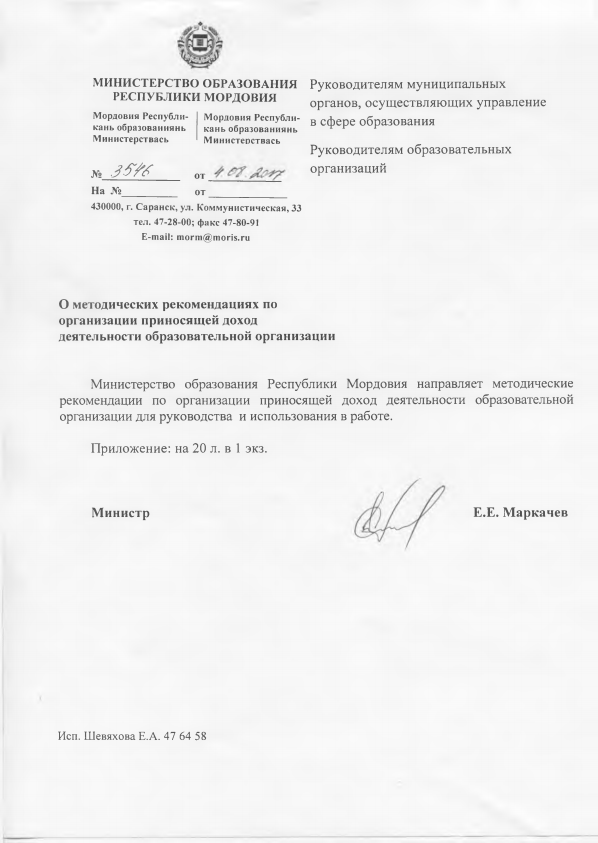 МИНИСТЕРСТВО ОБРАЗОВАНИЯ
РЕСПУБЛИКИ МОРДОВИЯ
Мордовия Республи-
кань образованиянь
Министерствась
Мордовия Республи-
кань образованиянь
Министерствась
№ 3546 от 4.08.2017
На № от
430000, г. Саранск, ул. Коммунистическая, 33
тел. 47-28-00; факс 47-80-91
E-mail: morm@moris.ru
Руководителям муниципальных
органов, осуществляющих управление
в сфере образования
Руководителям образовательных
организаций
О методических рекомендациях по
организации приносящей доход
деятельности образовательной организации
Министерство образования Республики Мордовия направляет методические
рекомендации по организации приносящей доход деятельности образовательной
организации для руководства и использования в работе.
Приложение: на 20 л. в 1 экз.
Министр Е.Е. Маркачев
Исп. Шевяхова Е.А. 47 64 58